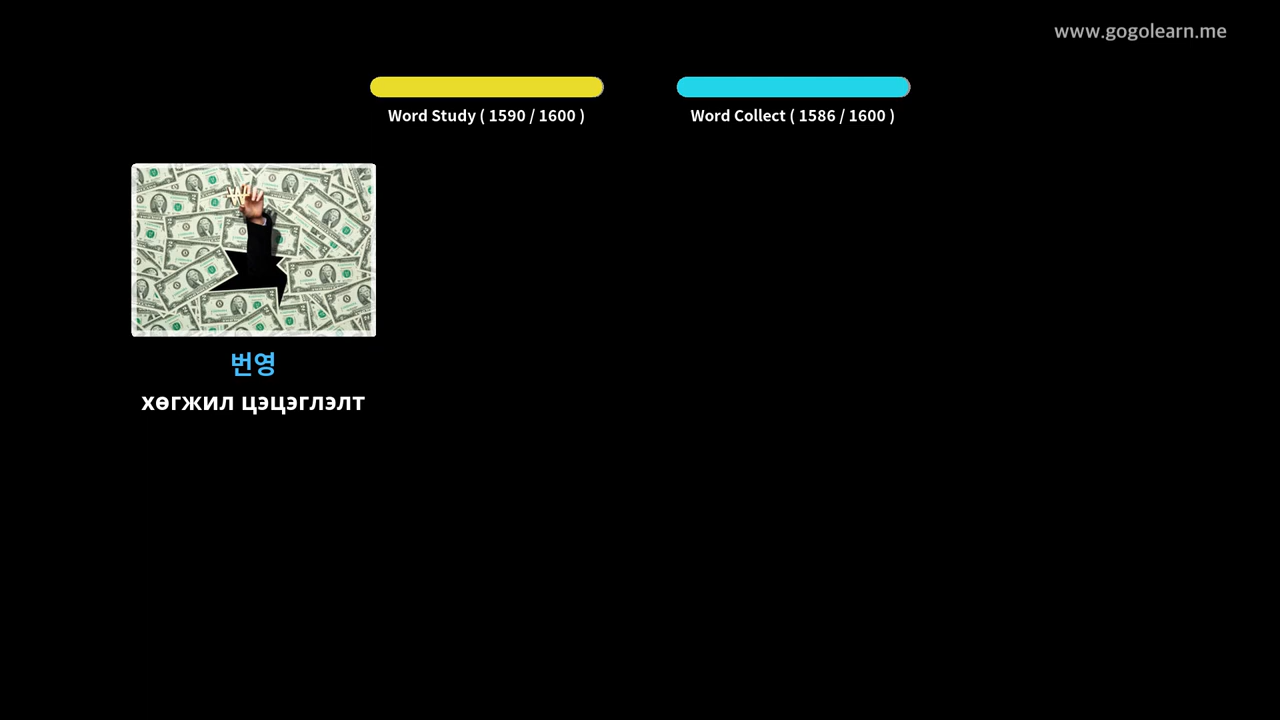 www.gogolearn.me
Word Study ( 1590 / 1600 )
Word Collect ( 1586 / 1600 )
번영
хөгжил цэцэглэлт